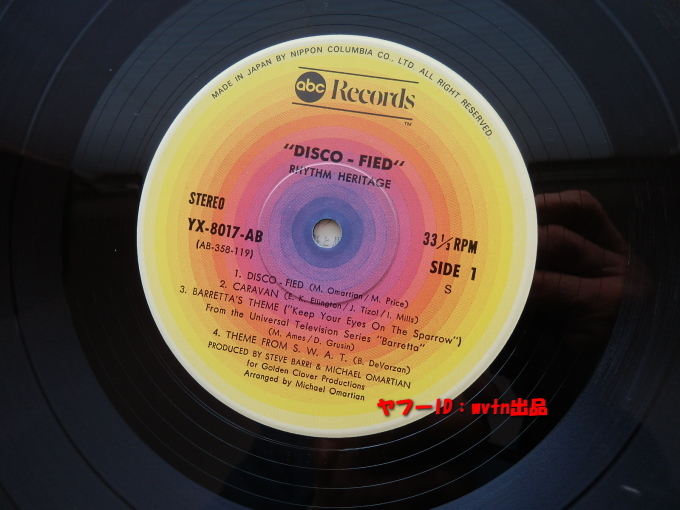 MADE IN JAPAN BY NIPPON COLUMBIA CO., LTD. ALL RIGHT RESERVED
abc Records
TM
"DISCO - FIED"
RHYTHM HERITAGE
STEREO
YX-8017-AB
(AB-358-119)
33 1/3 RPM
SIDE 1
S
1. DISCO - FIED (M. Omartian/M. Price)
2. CARAVAN (E. K. Ellington/J. Tizol/I. Mills)
3. BARRETTA'S THEME ("Keep Your Eyes On The Sparrow")
From the Universal Television Series "Barretta"
(M. Ames/D. Grusin)
4. THEME FROM S. W. A. T. (B. DeVorzan)
PRODUCED BY STEVE BARRI & MICHAEL OMARTIAN
for Golden Clover Productions
Arranged by Michael Omartian
ヤフーID：mvtn出品